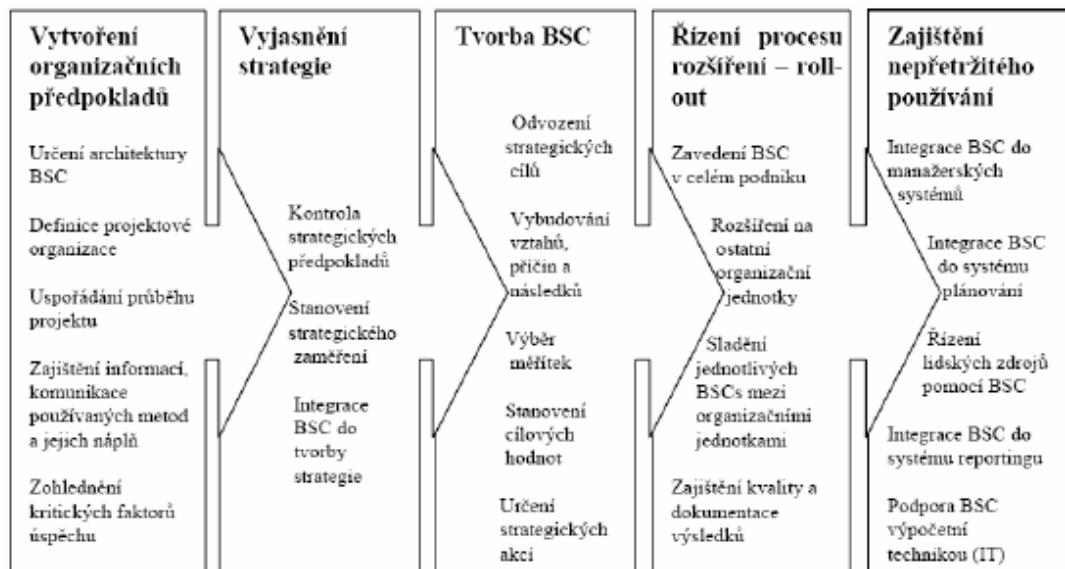 Vytvoření
organizačních
předpokladů
Určení architektury
BSC
Definice projektové
organizace
Uspořádání průběhu
projektu
Zajištění informací,
komunikace
používaných metod
a jejich náplů
Zohlednění
kritických faktorů
úspěchu
Vyjasnění
strategie
Kontrola
strategických
předpokladů
Stanovení
strategického
zaměření
Integrace
BSC do
tvorby
strategie
Tvorba BSC
Odvození
strategických
cílů
Vybudování
vztahů,
příčin a
následků
Výběr
měřítek
Stanovení
cílových
hodnot
Určení
strategických
akcí
Řízení procesu
rozšíření – roll-
out
Zavedení BSC
v celém podniku
Rozšíření na
ostatní
organizační
jednotky
Sladění
jednotlivých
BSCs mezi
organizačními
jednotkami
Zajištění kvality a
dokumentace
výsledků
Zajištění
nepřetržitého
používání
Integrace BSC do
manažerských
systémů
Integrace BSC
do systému
plánování
Řízení
lidských zdrojů
pomocí BSC
Integrace BSC do
systému reportingu
Podpora BSC
výpočetní
technikou (IT)